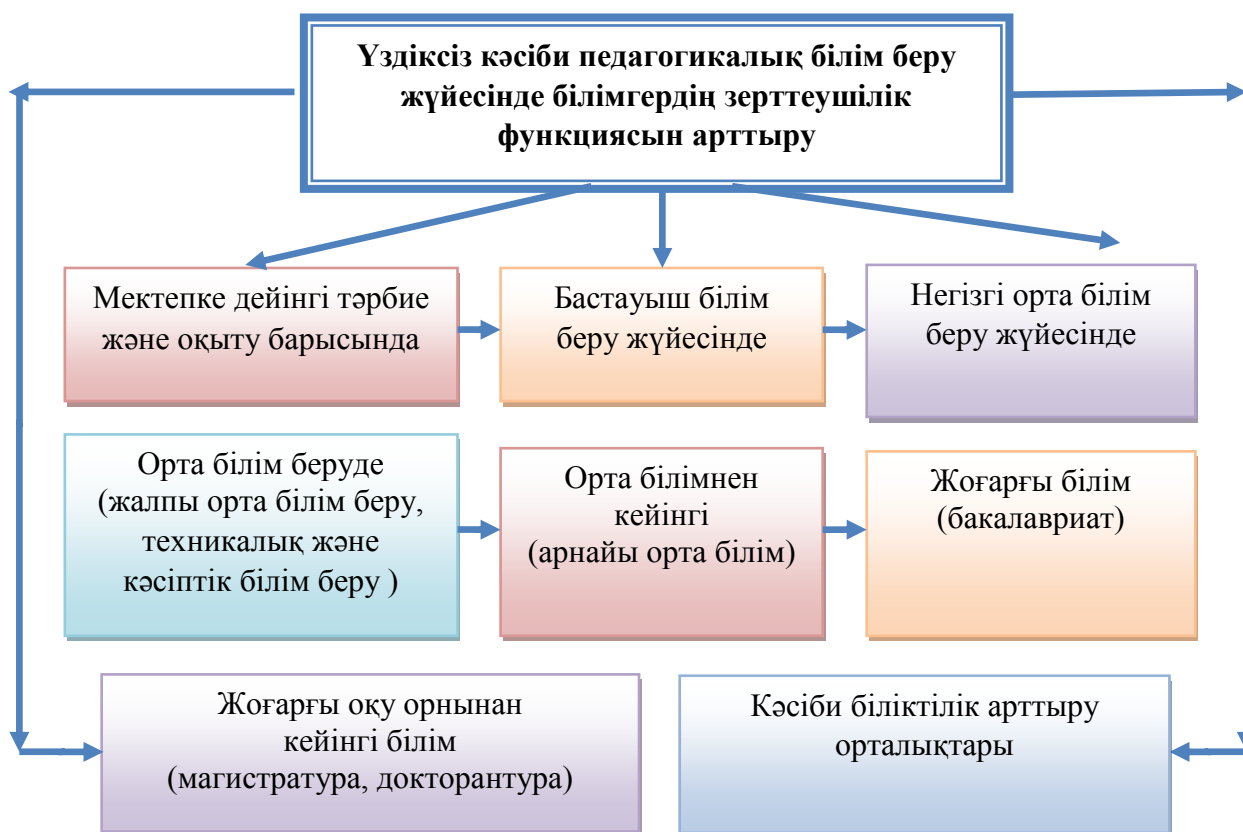 Үздіксіз кәсіби педагогикалық білім беру
жүйесінде білімгердің зерттеушілік
функциясын арттыру
Мектепке дейінгі тәрбие
және оқыту барысында
Бастауыш білім
беру жүйесінде
Негізгі орта білім
беру жүйесінде
Орта білім беруде
(жалпы орта білім беру,
техникалық және
кәсіптік білім беру )
Орта білімнен
кейінгі
(арнайы орта білім)
Жоғарғы білім
(бакалавриат)
Жоғарғы оқу орнынан
кейінгі білім
(магистратура, докторантура)
Кәсіби біліктілік арттыру
орталықтары